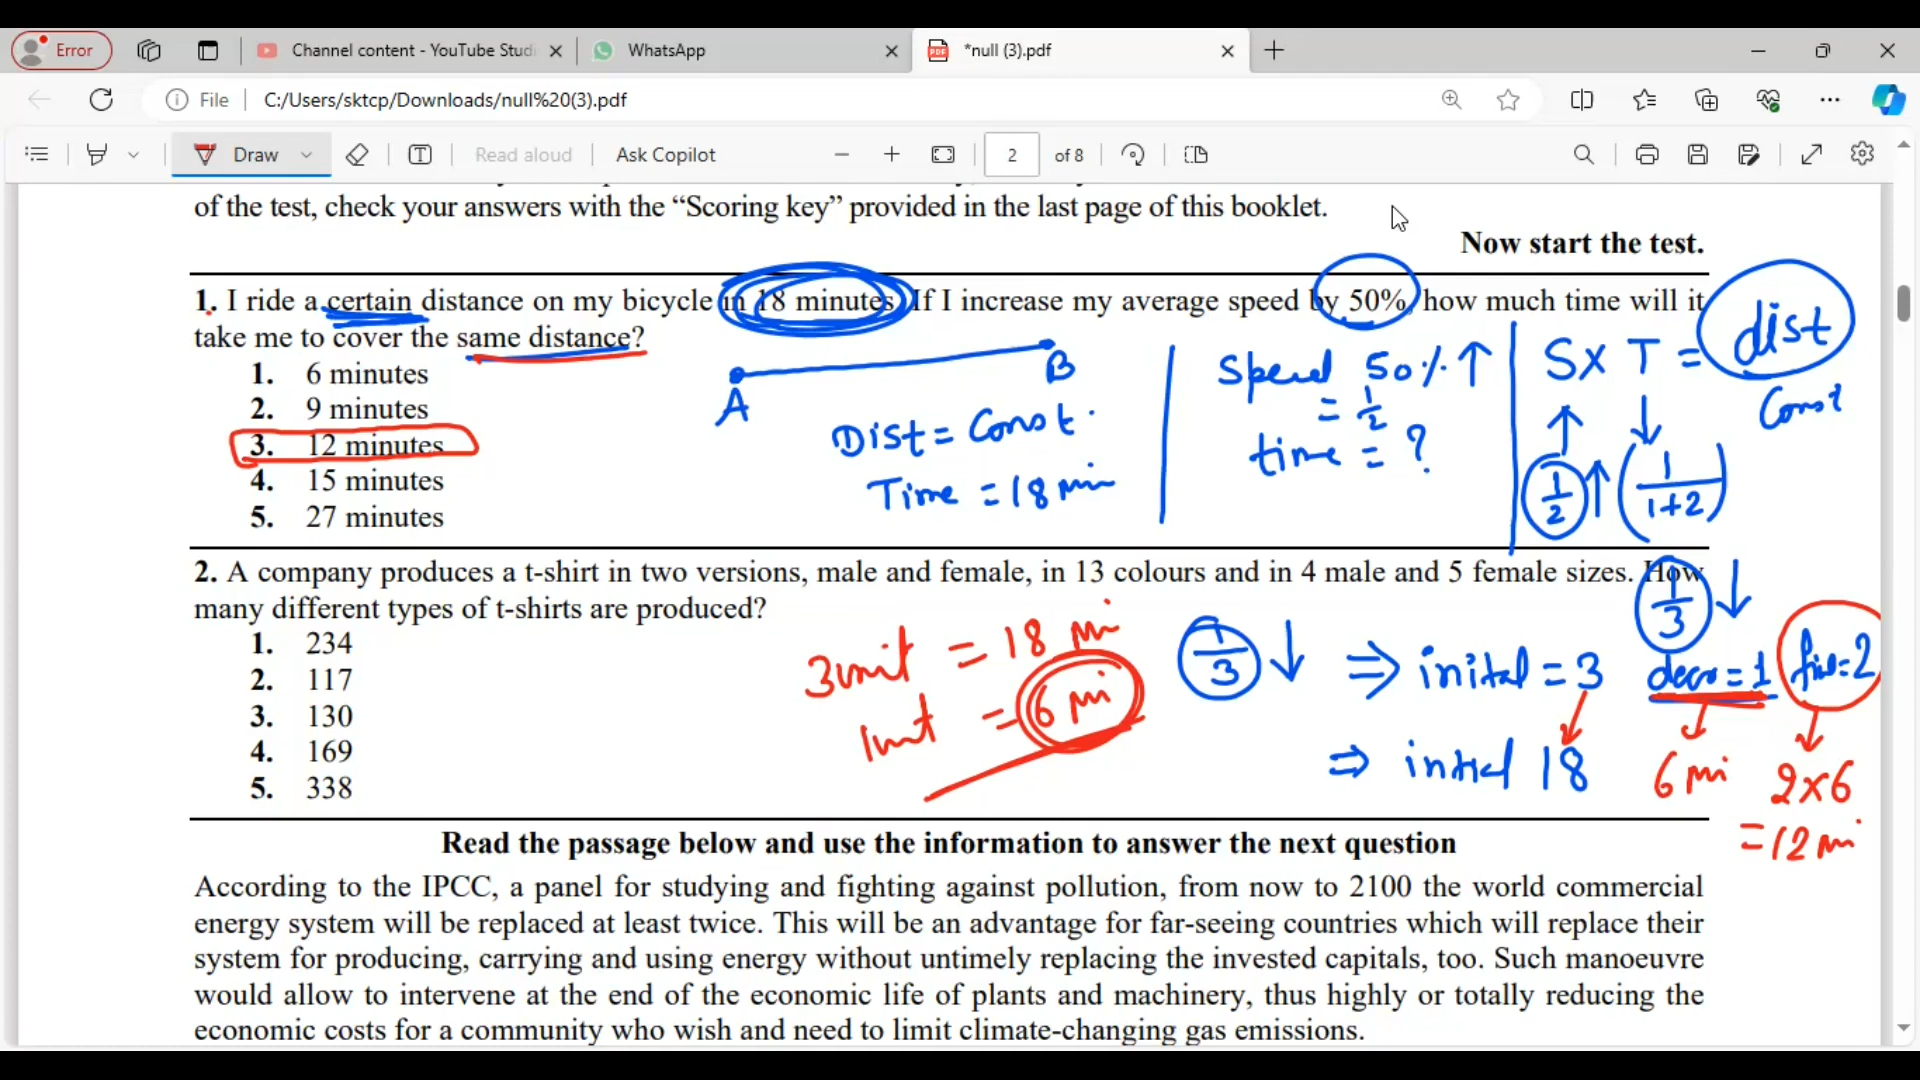 Error
Channel content - YouTube Studi
WhatsApp
*null (3).pdf
File
C:/Users/sktcp/Downloads/null%20(3).pdf
Draw
Read aloud
Ask Copilot
2
of 8
of the test, check your answers with the “Scoring key” provided in the last page of this booklet.
Now start the test.
1. I ride a certain distance on my bicycle in 18 minutes. If I increase my average speed by 50%, how much time will it
take me to cover the same distance?
1. 6 minutes
2. 9 minutes
3. 12 minutes
4. 15 minutes
5. 27 minutes
A
B
Dist = Const.
Time = 18 min
Speed 50% ↑
= 1/2
time = ?
S X T = dist
Const
↑ ↓
1/2 ↑ (1/1+2)
2. A company produces a t-shirt in two versions, male and female, in 13 colours and in 4 male and 5 female sizes. How
many different types of t-shirts are produced?
1. 234
2. 117
3. 130
4. 169
5. 338
1/3 ↓
3unit = 18 mi
1unit = 6 mi
1/3 ↓ ⇒ inital = 3 decr = 1 fin = 2
⇒ intial 18 6 mi 2x6
= 12 mi
Read the passage below and use the information to answer the next question
According to the IPCC, a panel for studying and fighting against pollution, from now to 2100 the world commercial
energy system will be replaced at least twice. This will be an advantage for far-seeing countries which will replace their
system for producing, carrying and using energy without untimely replacing the invested capitals, too. Such manoeuvre
would allow to intervene at the end of the economic life of plants and machinery, thus highly or totally reducing the
economic costs for a community who wish and need to limit climate-changing gas emissions.